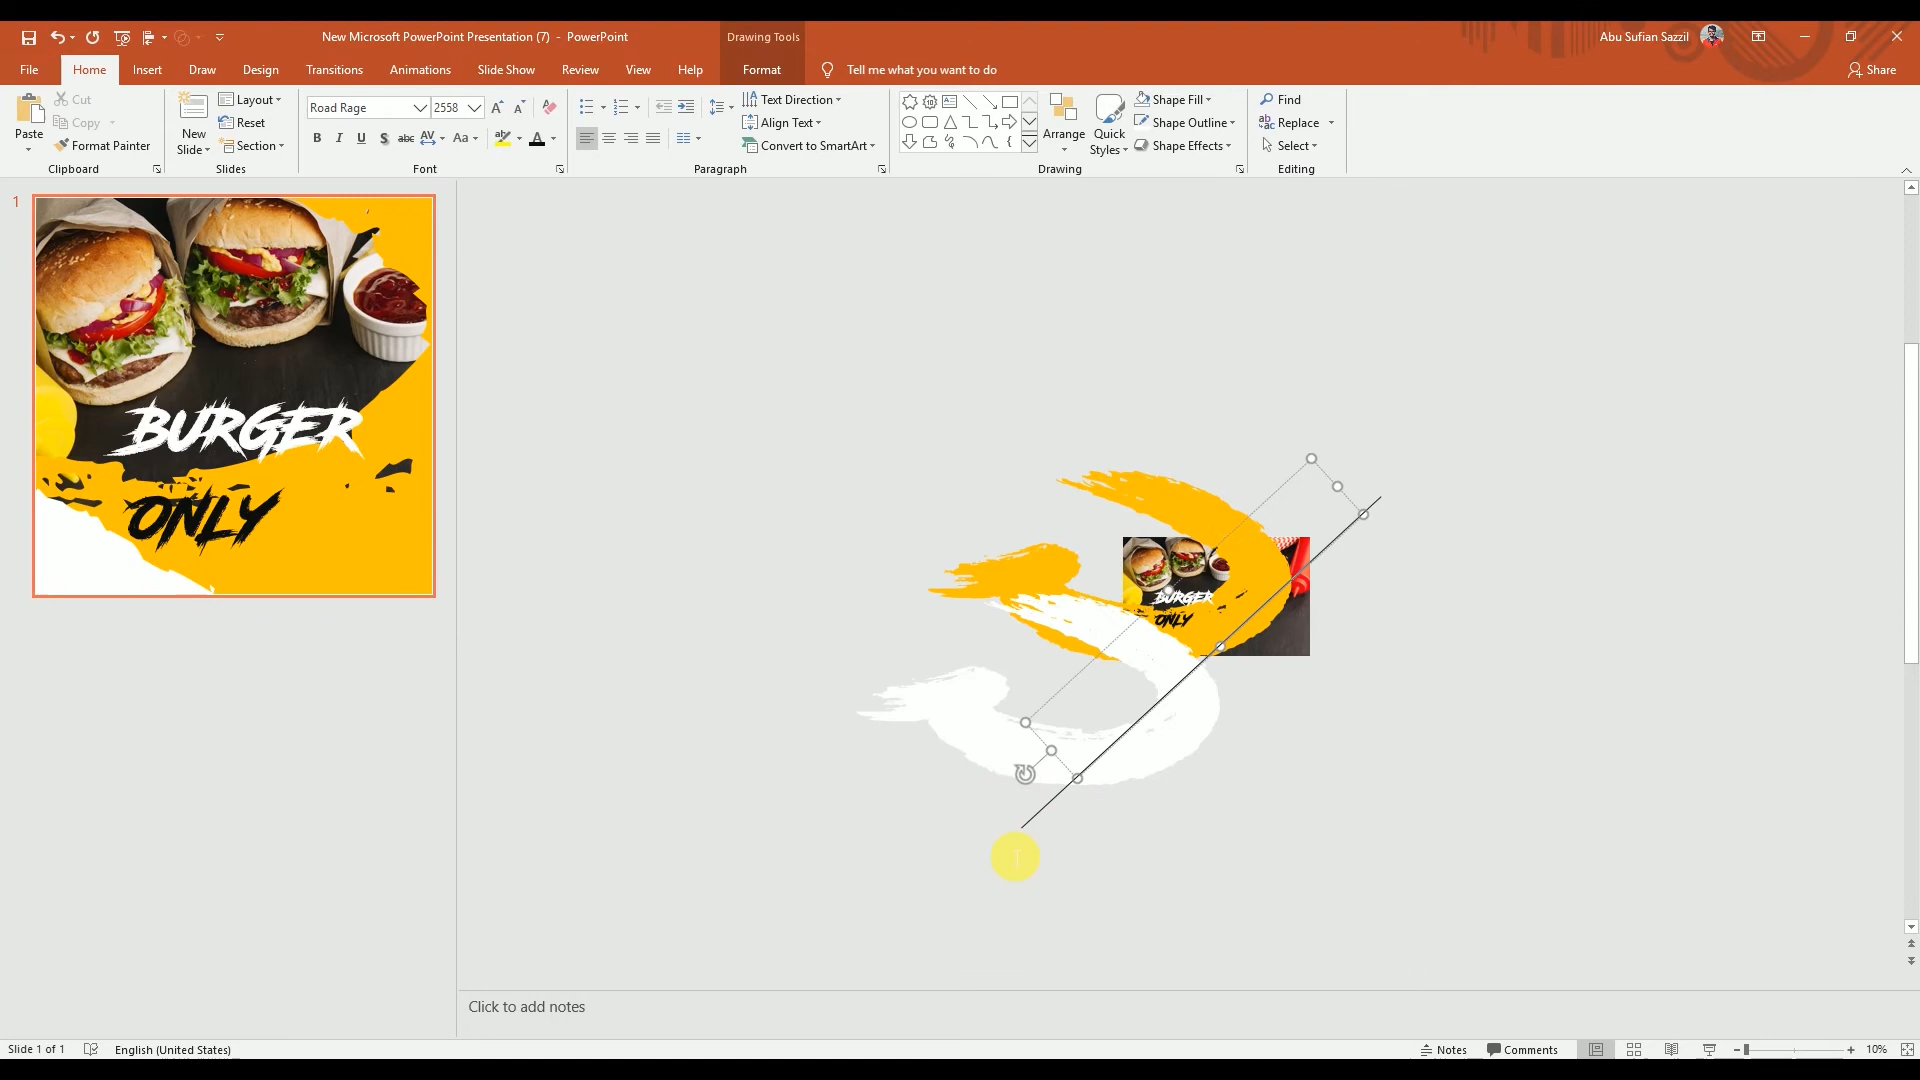 New Microsoft PowerPoint Presentation (7) - PowerPoint
Drawing Tools
Abu Sufian Sazzil
File Home Insert Draw Design Transitions Animations Slide Show Review View Help Format Tell me what you want to do Share
Paste
Cut
Copy
Format Painter
Clipboard
New
Slide
Layout
Reset
Section
Slides
Road Rage 2558
B I U S abc AV Aa A
Font
Text Direction
Align Text
Convert to SmartArt
Paragraph
Arrange
Quick
Styles
Shape Fill
Shape Outline
Shape Effects
Drawing
Find
Replace
Select
Editing
1
BURGER
ONLY
BURGER
ONLY
Click to add notes
Slide 1 of 1 English (United States) Notes Comments 10%